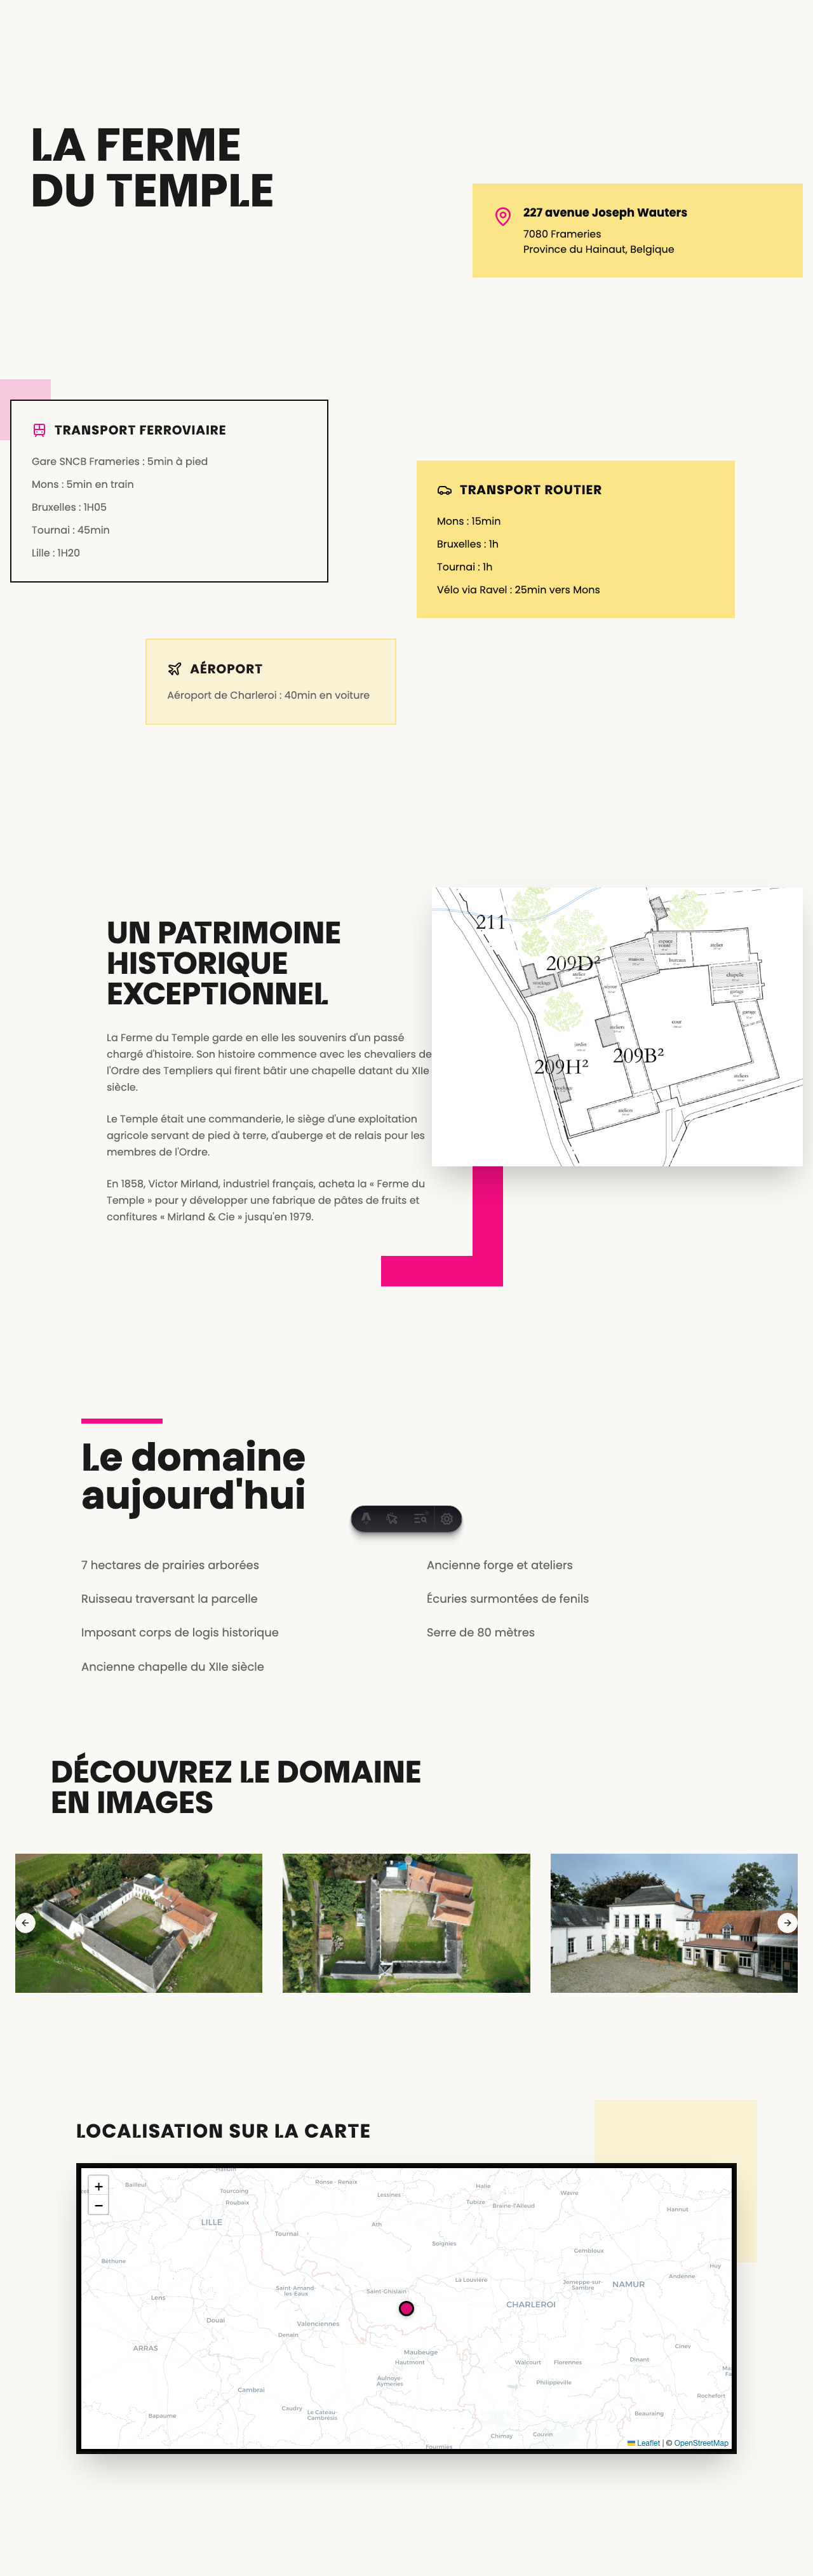 LA FERME
DU TEMPLE
227 avenue Joseph Wauters
7080 Frameries
Province du Hainaut, Belgique
TRANSPORT FERROVIAIRE
Gare SNCB Frameries : 5min à pied
Mons : 5min en train
Bruxelles : 1H05
Tournai : 45min
Lille : 1H20
TRANSPORT ROUTIER
Mons : 15min
Bruxelles : 1h
Tournai : 1h
Vélo via Ravel : 25min vers Mons
AÉROPORT
Aéroport de Charleroi : 40min en voiture
UN PATRIMOINE
HISTORIQUE
EXCEPTIONNEL
La Ferme du Temple garde en elle les souvenirs d'un passé
chargé d'histoire. Son histoire commence avec les chevaliers de
l'Ordre des Templiers qui firent bâtir une chapelle datant du XIIe
siècle.
Le Temple était une commanderie, le siège d'une exploitation
agricole servant de pied à terre, d'auberge et de relais pour les
membres de l'Ordre.
En 1858, Victor Mirland, industriel français, acheta la « Ferme du
Temple » pour y développer une fabrique de pâtes de fruits et
confitures « Mirland & Cie » jusqu'en 1979.
211
209D²
209H²
209B²
maison
bureaux
atelier
chapelle
garage
garage
cour
jardin
ateliers
ateliers
ateliers
Le domaine
aujourd'hui
7 hectares de prairies arborées
Ruisseau traversant la parcelle
Imposant corps de logis historique
Ancienne chapelle du XIIe siècle
Ancienne forge et ateliers
Écuries surmontées de fenils
Serre de 80 mètres
DÉCOUVREZ LE DOMAINE
EN IMAGES
LOCALISATION SUR LA CARTE
+
−
Bailleul
Tourcoing
Roubaix
LILLE
Ronse - Renaix
Lessines
Ath
Tournai
Halle
Tubize
Braine-l'Alleud
Wavre
Hannut
Soignies
Gembloux
Béthune
Huy
Andenne
Lens
Saint-Amand-
les-Eaux
Saint-Ghislain
La Louvière
Jemeppe-sur-
Sambre
NAMUR
CHARLEROI
Douai
Valenciennes
Denain
ARRAS
Maubeuge
Hautmont
Aulnoye-
Aymeries
Walcourt
Florennes
Philippeville
Dinant
Ciney
Rochefort
Cambrai
Caudry
Le Cateau-
Cambrésis
Bapaume
Beauraing
Chimay
Couvin
Fourmies
Leaflet | © OpenStreetMap